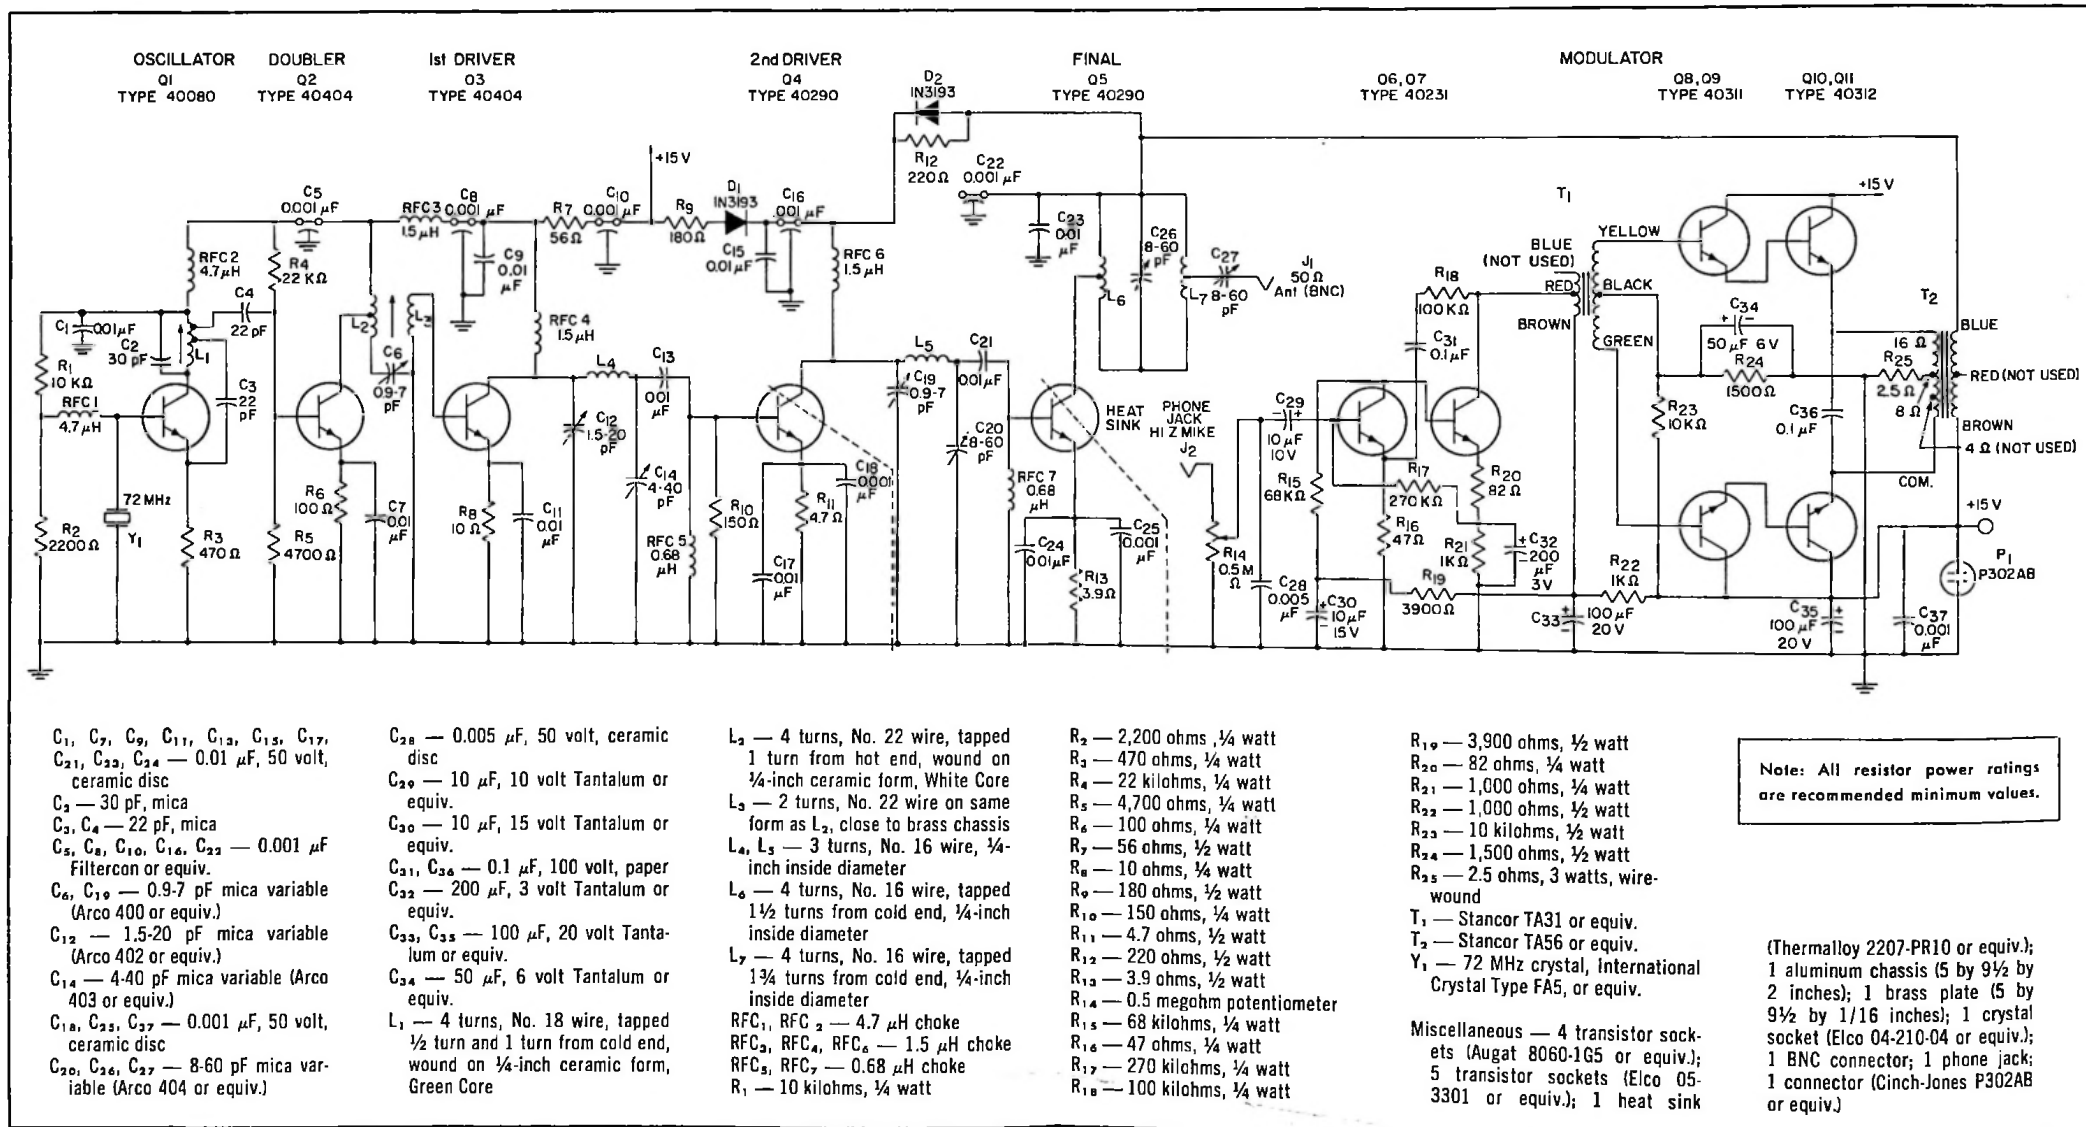 OSCILLATOR
Q1
TYPE 40080
DOUBLER
Q2
TYPE 40404
1st DRIVER
Q3
TYPE 40404
2nd DRIVER
Q4
TYPE 40290
D2
IN3193
FINAL
Q5
TYPE 40290
MODULATOR
Q6,Q7
TYPE 40231
Q8,Q9
TYPE 40311
Q10,Q11
TYPE 40312
+15 V
R12
220Ω
C22
0.001 µF
C5
0.001 µF
RFC3
1.5µH
C8
0.001 µF
R7
56Ω
C10
0.001 µF
R9
180Ω
D1
IN3193
C16
.001 µF
RFC2
4.7µH
R4
22 KΩ
C9
0.01
µF
C15
0.01µF
RFC 6
1.5µH
C23
0.01
µF
C26
8-60
pF
C27
8-60
pF
J1
50Ω
Ant (BNC)
L6
L7
T1
BLUE
(NOT USED)
RED
BROWN
YELLOW
BLACK
GREEN
+15 V
C34
50µF 6V
R24
1500Ω
T2
BLUE
16 Ω
R25
2.5Ω
8 Ω
RED (NOT USED)
BROWN
4 Ω (NOT USED)
COM.
C1
.001µF
C2
30 pF
L1
C4
22 pF
C3
22
pF
L2
L3
C6
0.9-7
pF
RFC 4
1.5µH
L4
C13
.001
µF
L5
C21
.001µF
C19
0.9-7
pF
R1
10 KΩ
RFC 1
4.7µH
C12
1.5-20
pF
C14
4-40
pF
C20
8-60
pF
HEAT
SINK
PHONE
JACK
HI Z MIKE
J2
C29
10 µF
10V
R18
100KΩ
C31
0.1µF
R23
10KΩ
C36
0.1µF
72 MHz
Y1
R2
2200Ω
R3
470Ω
R5
4700Ω
R6
100Ω
C7
0.01
µF
R8
10Ω
C11
0.01
µF
RFC 5
0.68
µH
R10
150Ω
C17
0.01
µF
R11
4.7Ω
C18
0.001
µF
RFC 7
0.68
µH
C24
.001µF
R13
3.9Ω
C25
0.001
µF
R14
0.5M
Ω
C28
0.005
µF
R15
68KΩ
C30
10µF
15V
R16
47Ω
R17
270 KΩ
R19
3900Ω
R20
82Ω
R21
1KΩ
C32
200
µF
3V
C33
100µF
20V
R22
1KΩ
C35
100µF
20V
C37
0.001
µF
+15V
P1
P302AB
C1, C7, C9, C11, C13, C15, C17,
C21, C23, C24 — 0.01 µF, 50 volt,
ceramic disc
C2 — 30 pF, mica
C3, C4 — 22 pF, mica
C5, C8, C10, C16, C22 — 0.001 µF
Filtercon or equiv.
C6, C19 — 0.9-7 pF mica variable
(Arco 400 or equiv.)
C12 — 1.5-20 pF mica variable
(Arco 402 or equiv.)
C14 — 4-40 pF mica variable (Arco
403 or equiv.)
C18, C25, C37 — 0.001 µF, 50 volt,
ceramic disc
C20, C26, C27 — 8-60 pF mica var-
iable (Arco 404 or equiv.)
C28 — 0.005 µF, 50 volt, ceramic
disc
C29 — 10 µF, 10 volt Tantalum or
equiv.
C30 — 10 µF, 15 volt Tantalum or
equiv.
C31, C36 — 0.1 µF, 100 volt, paper
C32 — 200 µF, 3 volt Tantalum or
equiv.
C33, C35 — 100 µF, 20 volt Tanta-
lum or equiv.
C34 — 50 µF, 6 volt Tantalum or
equiv.
L1 — 4 turns, No. 18 wire, tapped
½ turn and 1 turn from cold end,
wound on ¼-inch ceramic form,
Green Core
L2 — 4 turns, No. 22 wire, tapped
1 turn from hot end, wound on
¼-inch ceramic form, White Core
L3 — 2 turns, No. 22 wire on same
form as L2, close to brass chassis
L4, L5 — 3 turns, No. 16 wire, ¼-
inch inside diameter
L6 — 4 turns, No. 16 wire, tapped
1½ turns from cold end, ¼-inch
inside diameter
L7 — 4 turns, No. 16 wire, tapped
1¾ turns from cold end, ¼-inch
inside diameter
RFC1, RFC2 — 4.7 µH choke
RFC3, RFC4, RFC6 — 1.5 µH choke
RFC5, RFC7 — 0.68 µH choke
R1 — 10 kilohms, ¼ watt
R2 — 2,200 ohms ,¼ watt
R3 — 470 ohms, ¼ watt
R4 — 22 kilohms, ¼ watt
R5 — 4,700 ohms, ¼ watt
R6 — 100 ohms, ¼ watt
R7 — 56 ohms, ½ watt
R8 — 10 ohms, ¼ watt
R9 — 180 ohms, ½ watt
R10 — 150 ohms, ¼ watt
R11 — 4.7 ohms, ½ watt
R12 — 220 ohms, ½ watt
R13 — 3.9 ohms, ½ watt
R14 — 0.5 megohm potentiometer
R15 — 68 kilohms, ¼ watt
R16 — 47 ohms, ¼ watt
R17 — 270 kilohms, ¼ watt
R18 — 100 kilohms, ¼ watt
R19 — 3,900 ohms, ½ watt
R20 — 82 ohms, ¼ watt
R21 — 1,000 ohms, ¼ watt
R22 — 1,000 ohms, ½ watt
R23 — 10 kilohms, ½ watt
R24 — 1,500 ohms, ½ watt
R25 — 2.5 ohms, 3 watts, wire-
wound
T1 — Stancor TA31 or equiv.
T2 — Stancor TA56 or equiv.
Y1 — 72 MHz crystal, International
Crystal Type FA5, or equiv.
Miscellaneous — 4 transistor sock-
ets (Augat 8060-1G5 or equiv.);
5 transistor sockets (Elco 05-
3301 or equiv.); 1 heat sink
Note: All resistor power ratings
are recommended minimum values.
(Thermalloy 2207-PR10 or equiv.);
1 aluminum chassis (5 by 9½ by
2 inches); 1 brass plate (5 by
9½ by 1/16 inches); 1 crystal
socket (Elco 04-210-04 or equiv.);
1 BNC connector; 1 phone jack;
1 connector (Cinch-Jones P302AB
or equiv.)